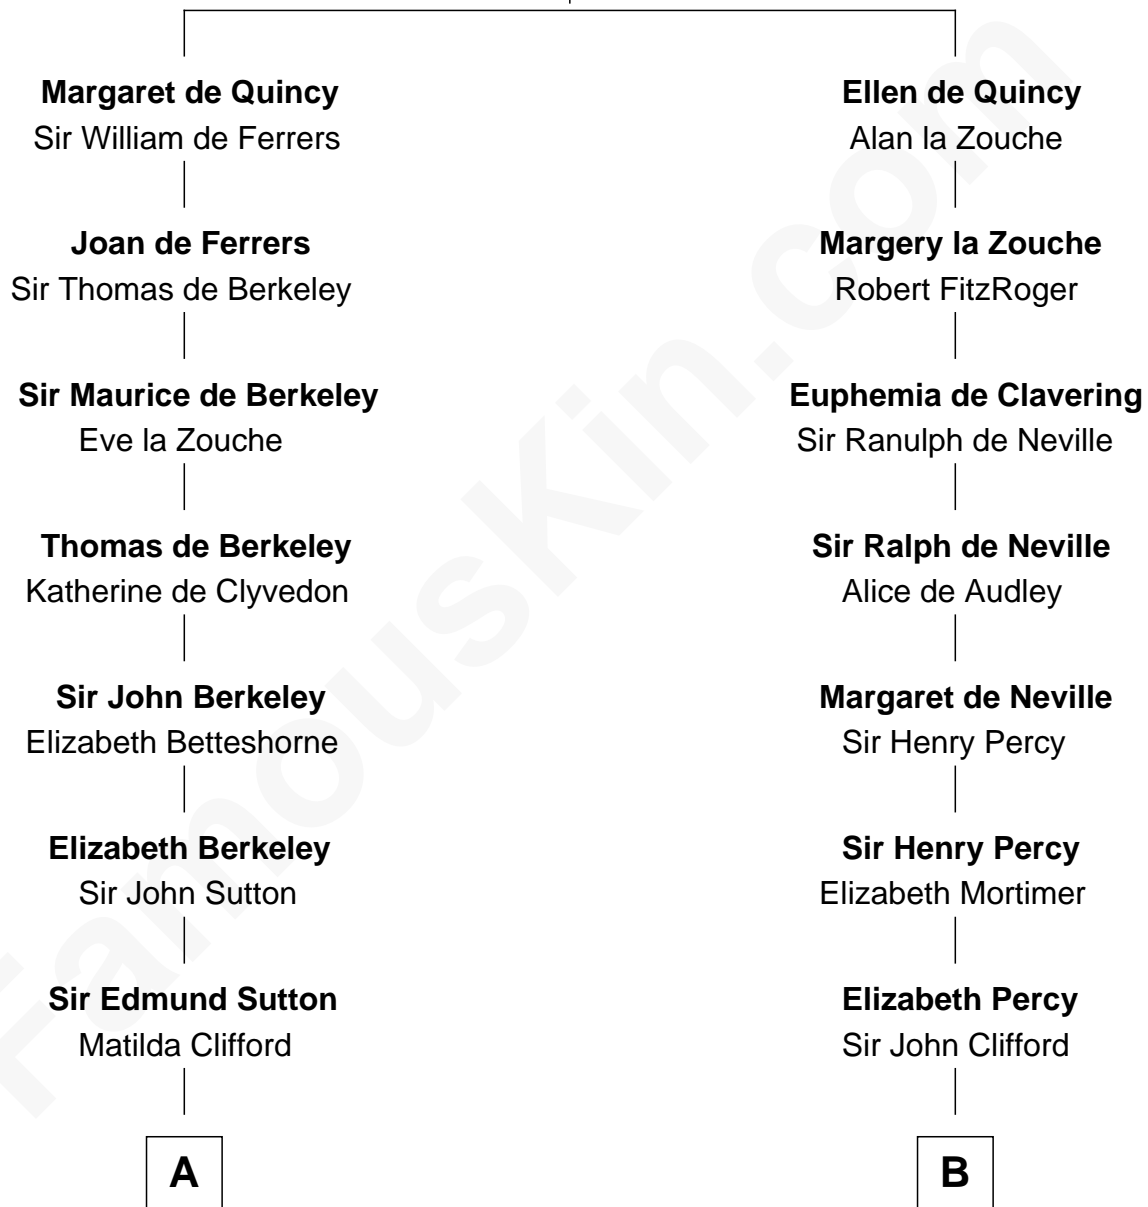 Margaret de Quincy
Sir William de Ferrers
Joan de Ferrers
Sir Thomas de Berkeley
Sir Maurice de Berkeley
Eve la Zouche
Thomas de Berkeley
Katherine de Clyvedon
Sir John Berkeley
Elizabeth Betteshorne
Elizabeth Berkeley
Sir John Sutton
Sir Edmund Sutton
Matilda Clifford
A
Ellen de Quincy
Alan la Zouche
Margery la Zouche
Robert FitzRoger
Euphemia de Clavering
Sir Ranulph de Neville
Sir Ralph de Neville
Alice de Audley
Margaret de Neville
Sir Henry Percy
Sir Henry Percy
Elizabeth Mortimer
Elizabeth Percy
Sir John Clifford
B
FamousKin.com